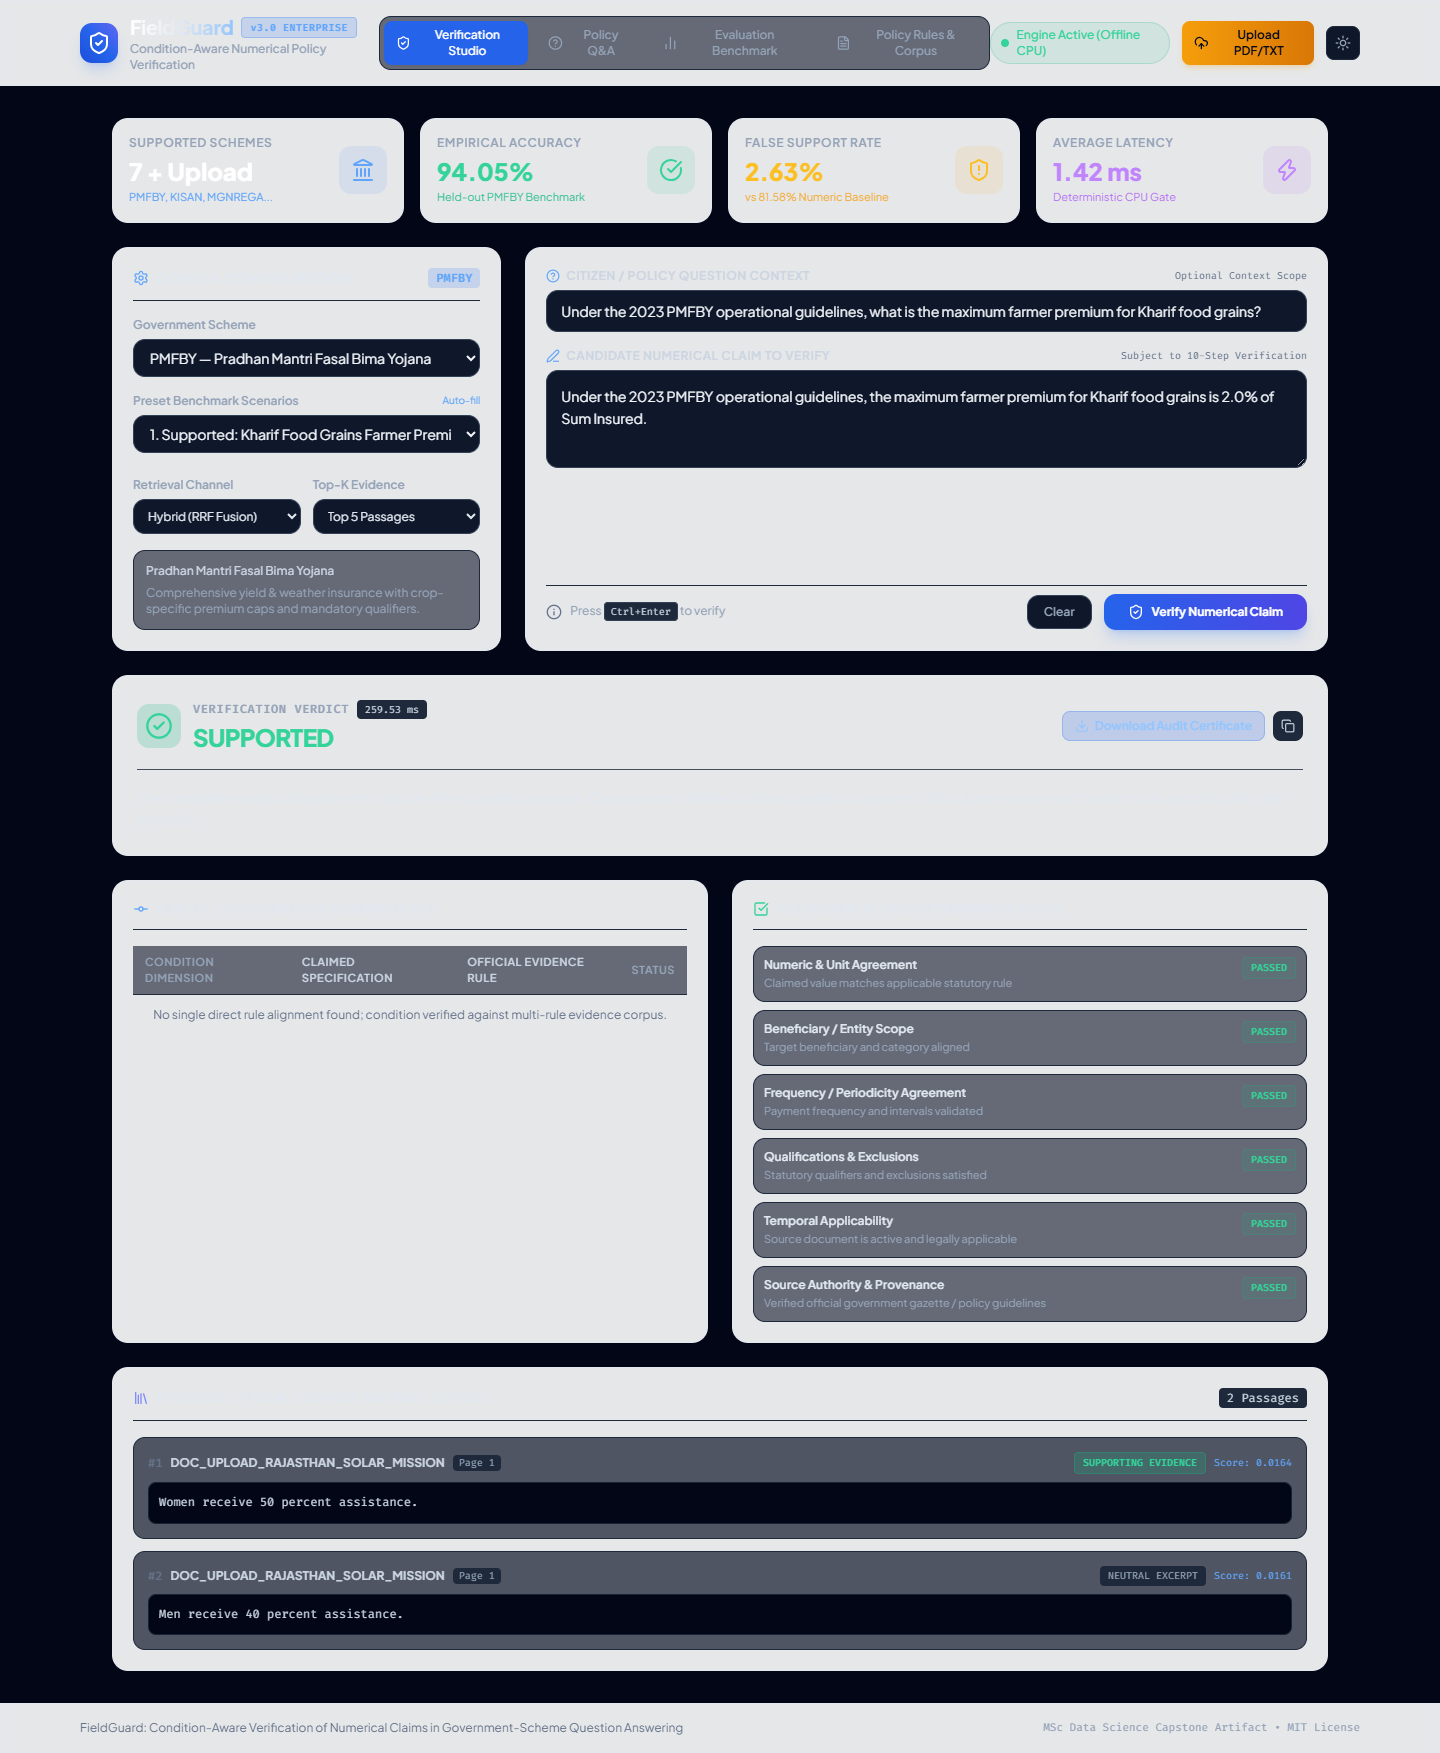 FieldGuard
v3.0 ENTERPRISE
Condition-Aware Numerical Policy
Verification
Verification
Studio
Policy
Q&A
Evaluation
Benchmark
Policy Rules &
Corpus
Engine Active (Offline
CPU)
Upload
PDF/TXT
SUPPORTED SCHEMES
7 + Upload
PMFBY, KISAN, MGNREGA...
EMPIRICAL ACCURACY
94.05%
Held-out PMFBY Benchmark
FALSE SUPPORT RATE
2.63%
vs 81.58% Numeric Baseline
AVERAGE LATENCY
1.42 ms
Deterministic CPU Gate
PMFBY
Government Scheme
PMFBY — Pradhan Mantri Fasal Bima Yojana
Preset Benchmark Scenarios
Auto-fill
1. Supported: Kharif Food Grains Farmer Premi
Retrieval Channel
Top-K Evidence
Hybrid (RRF Fusion)
Top 5 Passages
Pradhan Mantri Fasal Bima Yojana
Comprehensive yield & weather insurance with crop-
specific premium caps and mandatory qualifiers.
CITIZEN / POLICY QUESTION CONTEXT
Optional Context Scope
Under the 2023 PMFBY operational guidelines, what is the maximum farmer premium for Kharif food grains?
CANDIDATE NUMERICAL CLAIM TO VERIFY
Subject to 10-Step Verification
Under the 2023 PMFBY operational guidelines, the maximum farmer premium for Kharif food grains is 2.0% of
Sum Insured.
Press Ctrl+Enter to verify
Clear
Verify Numerical Claim
VERIFICATION VERDICT
259.53 ms
SUPPORTED
Download Audit Certificate
CONDITION
DIMENSION
CLAIMED
SPECIFICATION
OFFICIAL EVIDENCE
RULE
STATUS
No single direct rule alignment found; condition verified against multi-rule evidence corpus.
Numeric & Unit Agreement
Claimed value matches applicable statutory rule
PASSED
Beneficiary / Entity Scope
Target beneficiary and category aligned
PASSED
Frequency / Periodicity Agreement
Payment frequency and intervals validated
PASSED
Qualifications & Exclusions
Statutory qualifiers and exclusions satisfied
PASSED
Temporal Applicability
Source document is active and legally applicable
PASSED
Source Authority & Provenance
Verified official government gazette / policy guidelines
PASSED
2 Passages
#1 DOC_UPLOAD_RAJASTHAN_SOLAR_MISSION Page 1
SUPPORTING EVIDENCE
Score: 0.0164
Women receive 50 percent assistance.
#2 DOC_UPLOAD_RAJASTHAN_SOLAR_MISSION Page 1
NEUTRAL EXCERPT
Score: 0.0161
Men receive 40 percent assistance.
FieldGuard: Condition-Aware Verification of Numerical Claims in Government-Scheme Question Answering
MSc Data Science Capstone Artifact • MIT License